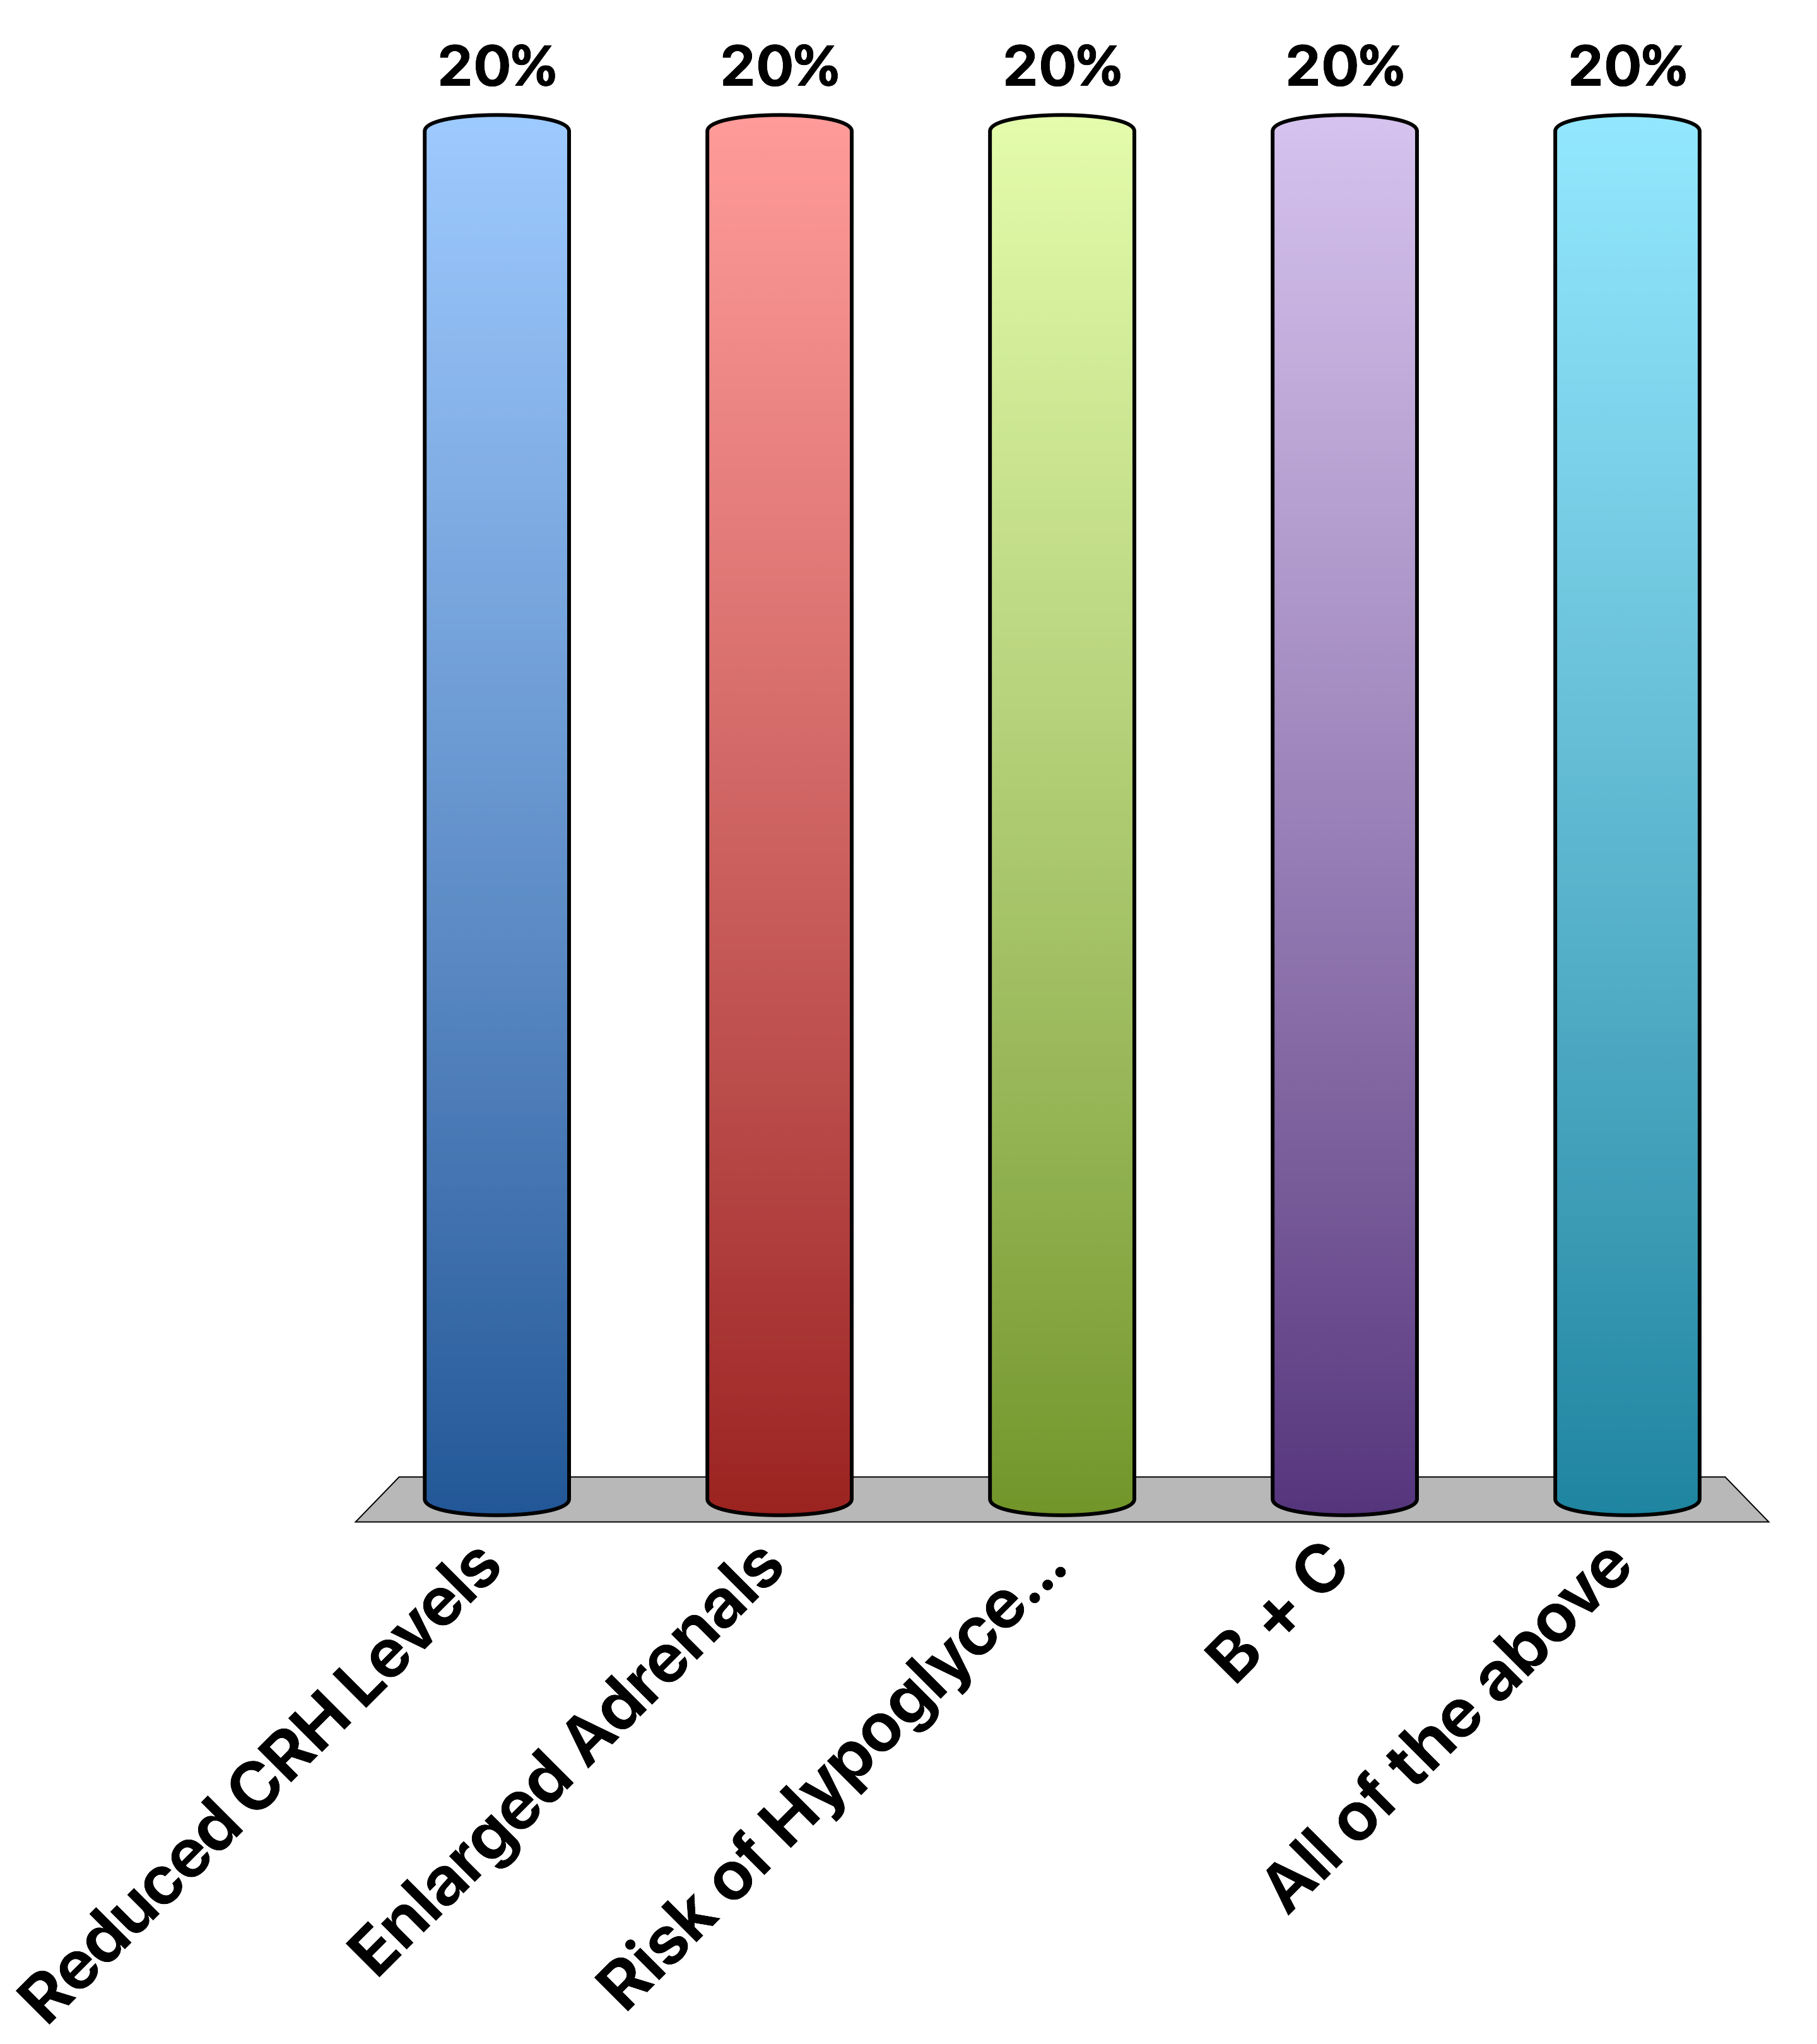 20% 20% 20% 20% 20%
Reduced CRH Levels
Enlarged Adrenals
Risk of Hypoglyce...
B + C
All of the above